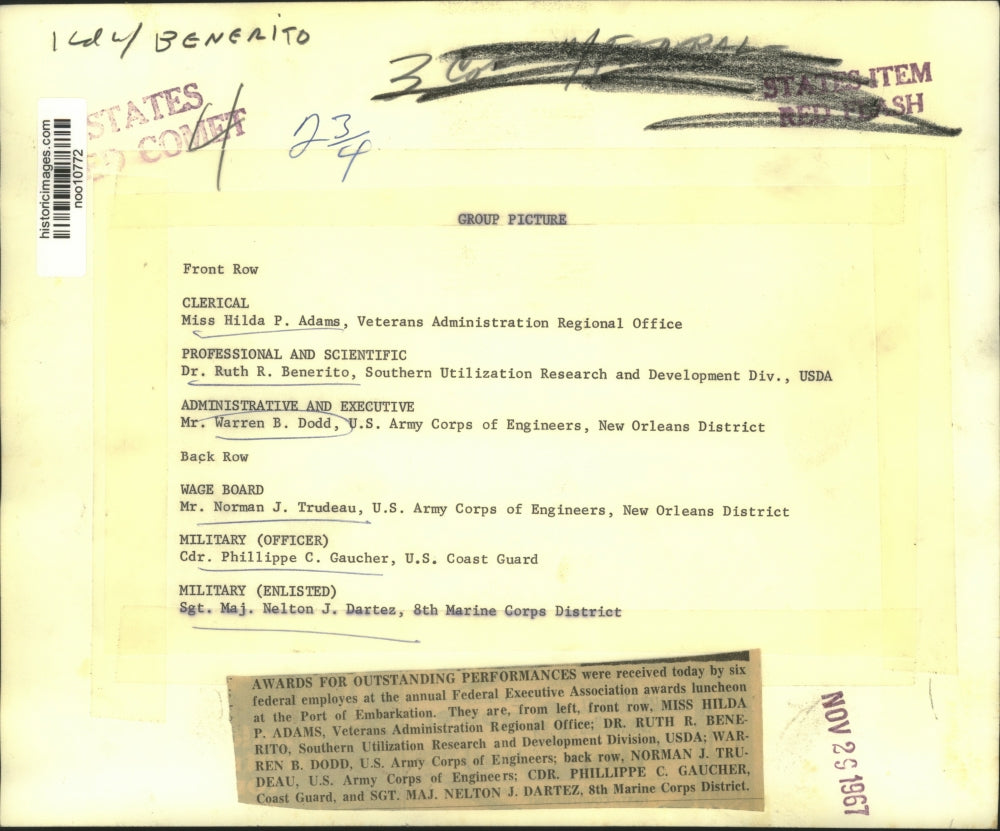 BENERITO
STATES
COMET
4
2 3/4
3
STATES-ITEM
RED FLASH
historicimages.com
noo10772
GROUP PICTURE
Front Row
CLERICAL
Miss Hilda P. Adams, Veterans Administration Regional Office
PROFESSIONAL AND SCIENTIFIC
Dr. Ruth R. Benerito, Southern Utilization Research and Development Div., USDA
ADMINISTRATIVE AND EXECUTIVE
Mr. Warren B. Dodd, U.S. Army Corps of Engineers, New Orleans District
Back Row
WAGE BOARD
Mr. Norman J. Trudeau, U.S. Army Corps of Engineers, New Orleans District
MILITARY (OFFICER)
Cdr. Phillippe C. Gaucher, U.S. Coast Guard
MILITARY (ENLISTED)
Sgt. Maj. Nelton J. Dartez, 8th Marine Corps District
AWARDS FOR OUTSTANDING PERFORMANCES were received today by six
federal employes at the annual Federal Executive Association awards luncheon
at the Port of Embarkation. They are, from left, front row, MISS HILDA
P. ADAMS, Veterans Administration Regional Office; DR. RUTH R. BENE-
RITO, Southern Utilization Research and Development Division, USDA; WAR-
REN B. DODD, U.S. Army Corps of Engineers; back row, NORMAN J. TRU-
DEAU, U.S. Army Corps of Engineers; CDR. PHILLIPPE C. GAUCHER,
Coast Guard, and SGT. MAJ. NELTON J. DARTEZ, 8th Marine Corps District.
NOV 29 1967